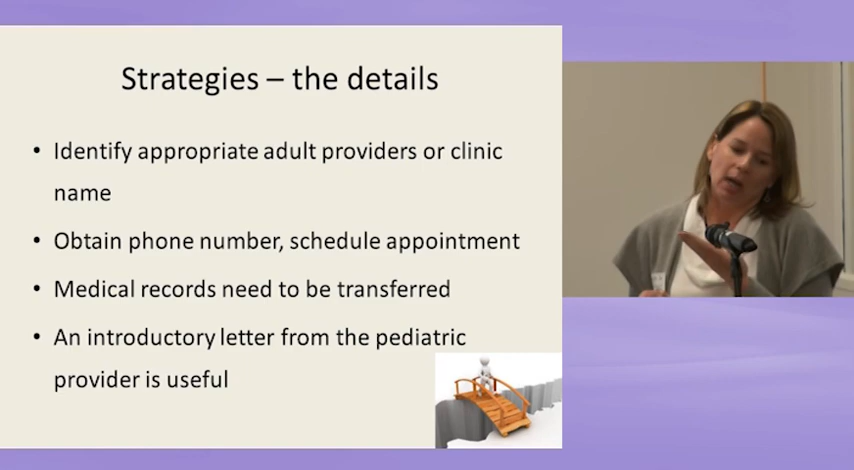 Strategies – the details
• Identify appropriate adult providers or clinic
name
• Obtain phone number, schedule appointment
• Medical records need to be transferred
• An introductory letter from the pediatric
provider is useful